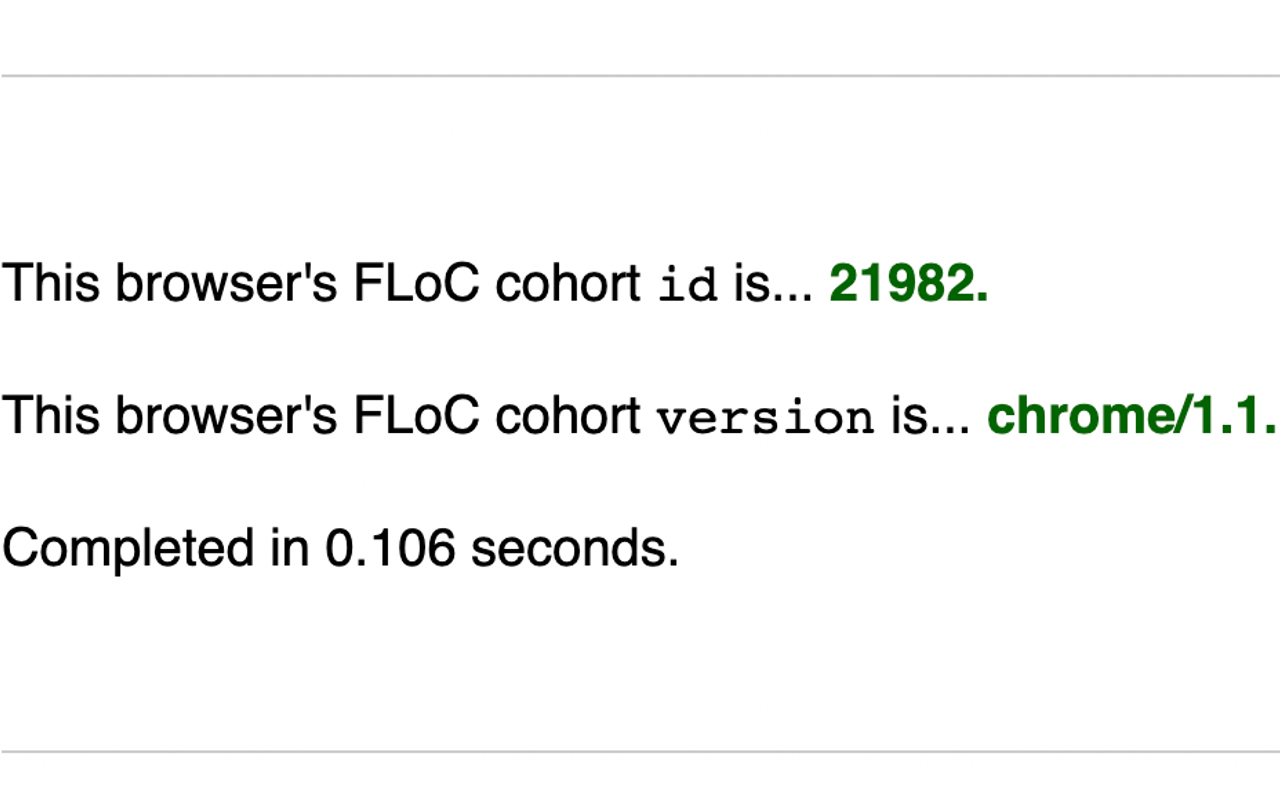 This browser's FLoC cohort id is... 21982.
This browser's FLoC cohort version is... chrome/1.1.
Completed in 0.106 seconds.